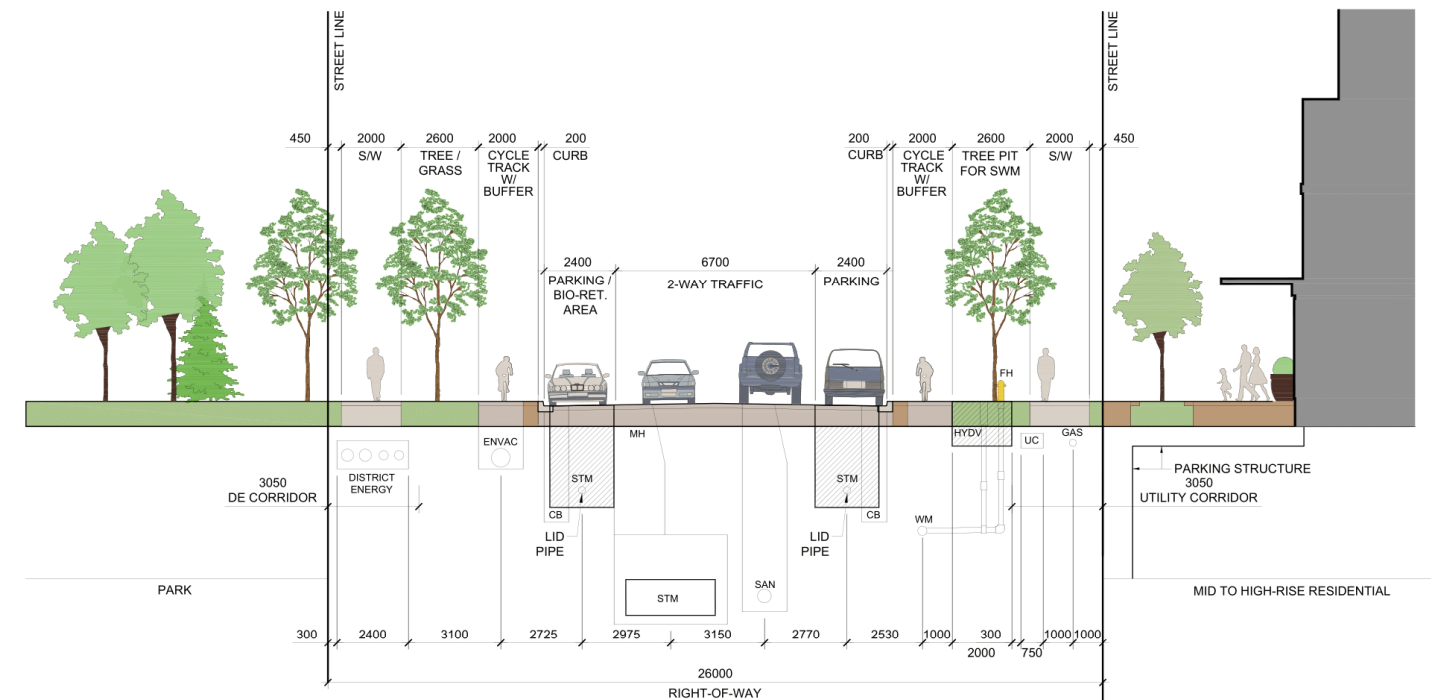 STREET LINE
STREET LINE
450
2000
S/W
2600
TREE /
GRASS
2000
CYCLE
TRACK
W/
BUFFER
200
CURB
200
CURB
2000
CYCLE
TRACK
W/
BUFFER
2600
TREE PIT
FOR SWM
2000
S/W
450
2400
PARKING /
BIO-RET.
AREA
6700
2-WAY TRAFFIC
2400
PARKING
FH
MH
HYDV
ENVAC
UC
GAS
DISTRICT
ENERGY
STM
STM
PARKING STRUCTURE
3050
DE CORRIDOR
3050
UTILITY CORRIDOR
CB
CB
WM
LID
PIPE
LID
PIPE
PARK
SAN
STM
MID TO HIGH-RISE RESIDENTIAL
300
2400
3100
2725
2975
3150
2770
2530
1000
300
1000
1000
2000
750
26000
RIGHT-OF-WAY